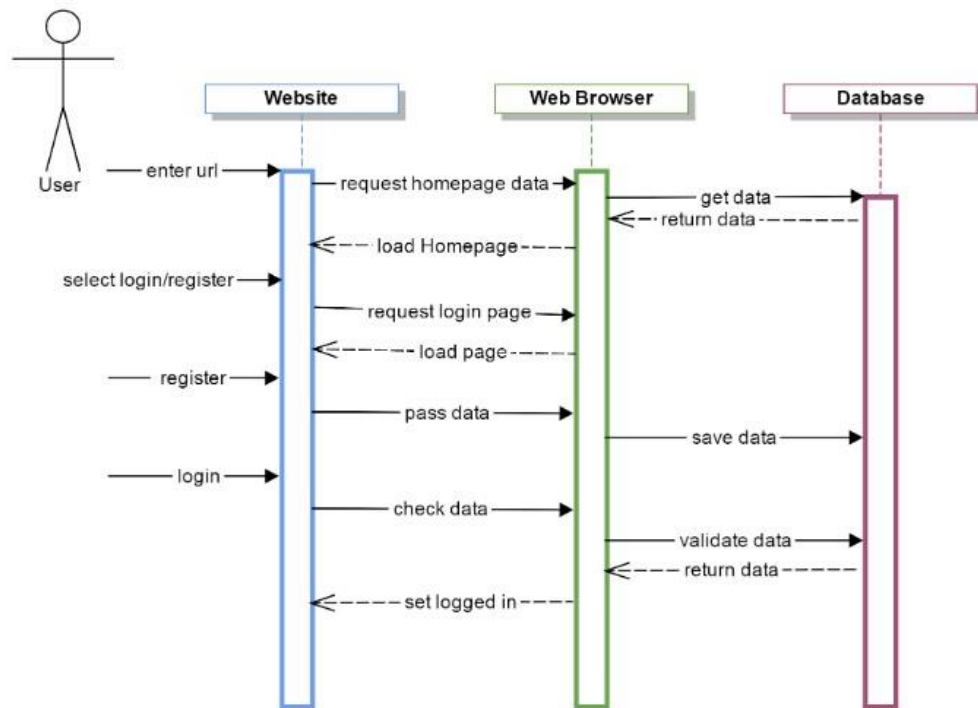 Website
Web Browser
Database
User
enter url
request homepage data
get data
return data
load Homepage
select login/register
request login page
load page
register
pass data
save data
login
check data
validate data
return data
set logged in